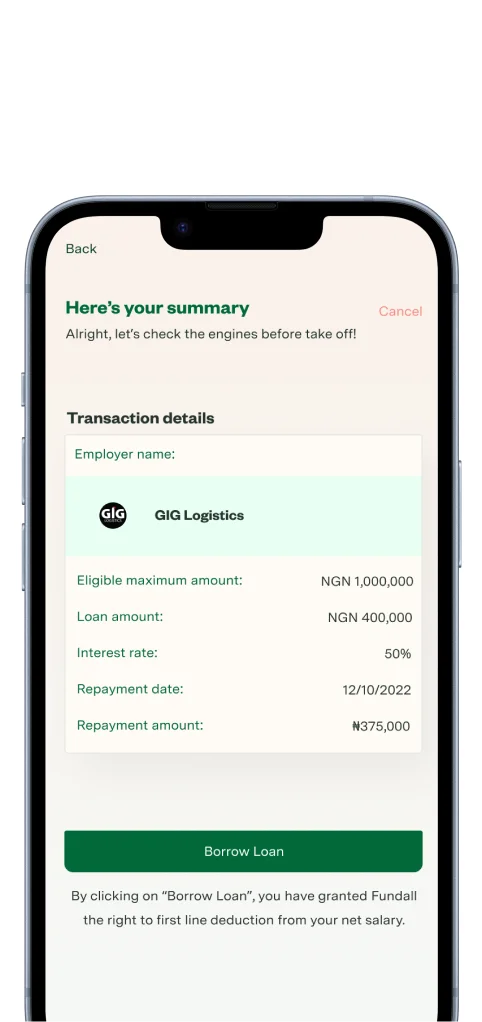 Back
Here's your summary
Cancel
Alright, let's check the engines before take off!
Transaction details
Employer name:
GIG
LOGISTICS
GIG Logistics
Eligible maximum amount: NGN 1,000,000
Loan amount: NGN 400,000
Interest rate: 50%
Repayment date: 12/10/2022
Repayment amount: ₦375,000
Borrow Loan
By clicking on “Borrow Loan”, you have granted Fundall
the right to first line deduction from your net salary.